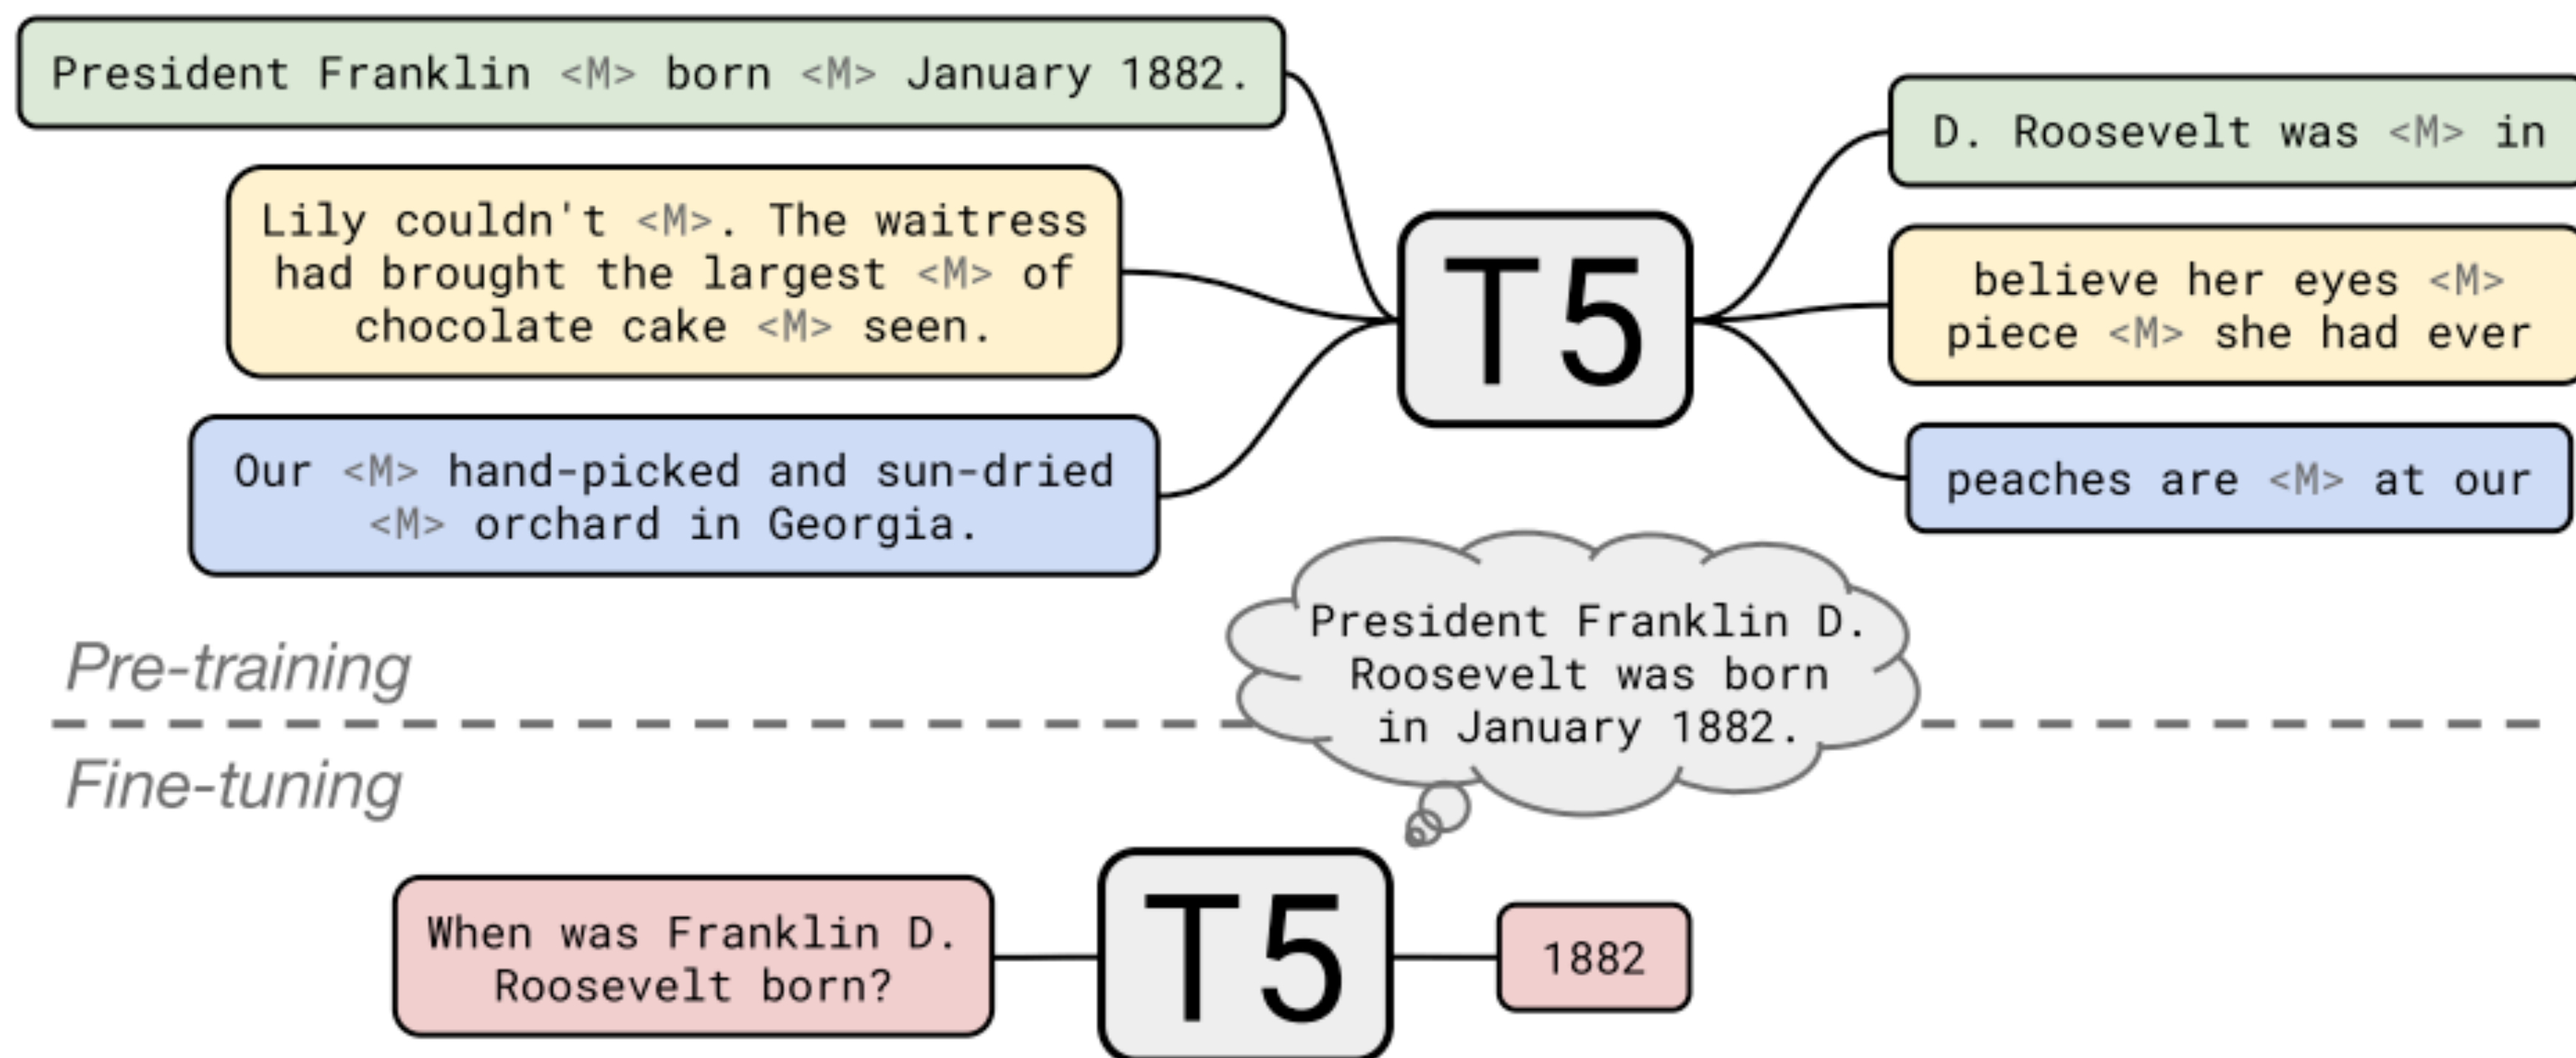 President Franklin <M> born <M> January 1882.
Lily couldn't <M>. The waitress
had brought the largest <M> of
chocolate cake <M> seen.
Our <M> hand-picked and sun-dried
<M> orchard in Georgia.
T5
D. Roosevelt was <M> in
believe her eyes <M>
piece <M> she had ever
peaches are <M> at our
Pre-training
President Franklin D.
Roosevelt was born
in January 1882.
Fine-tuning
When was Franklin D.
Roosevelt born?
T5
1882